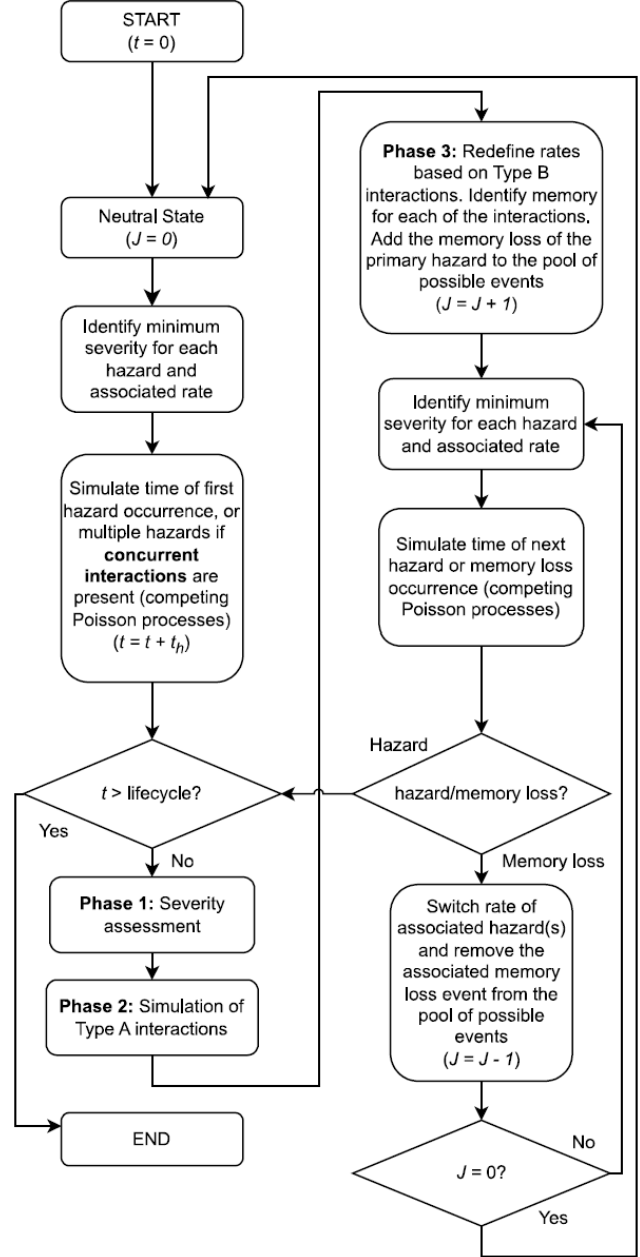 START
(t = 0)
Neutral State
(J = 0)
Identify minimum
severity for each
hazard and
associated rate
Simulate time of first
hazard occurrence, or
multiple hazards if
concurrent
interactions are
present (competing
Poisson processes)
(t = t + t_h)
t > lifecycle?
Yes
No
Phase 1: Severity
assessment
Phase 2: Simulation of
Type A interactions
END
Phase 3: Redefine rates
based on Type B
interactions. Identify memory
for each of the interactions.
Add the memory loss of the
primary hazard to the pool of
possible events
(J = J + 1)
Identify minimum
severity for each hazard
and associated rate
Simulate time of next
hazard or memory loss
occurrence (competing
Poisson processes)
Hazard
hazard/memory loss?
Memory loss
Switch rate of
associated hazard(s)
and remove the
associated memory
loss event from the
pool of possible
events
(J = J - 1)
No
J = 0?
Yes